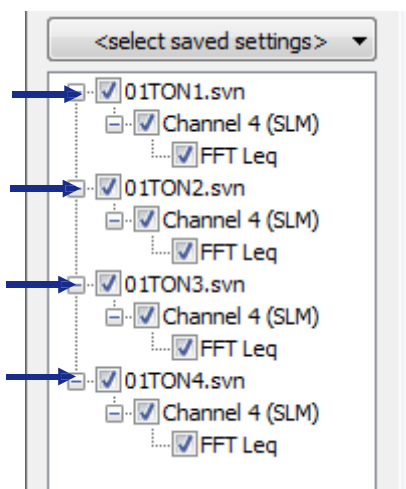 <select saved settings>
01TON1.svn
Channel 4 (SLM)
FFT Leq
01TON2.svn
Channel 4 (SLM)
FFT Leq
01TON3.svn
Channel 4 (SLM)
FFT Leq
01TON4.svn
Channel 4 (SLM)
FFT Leq